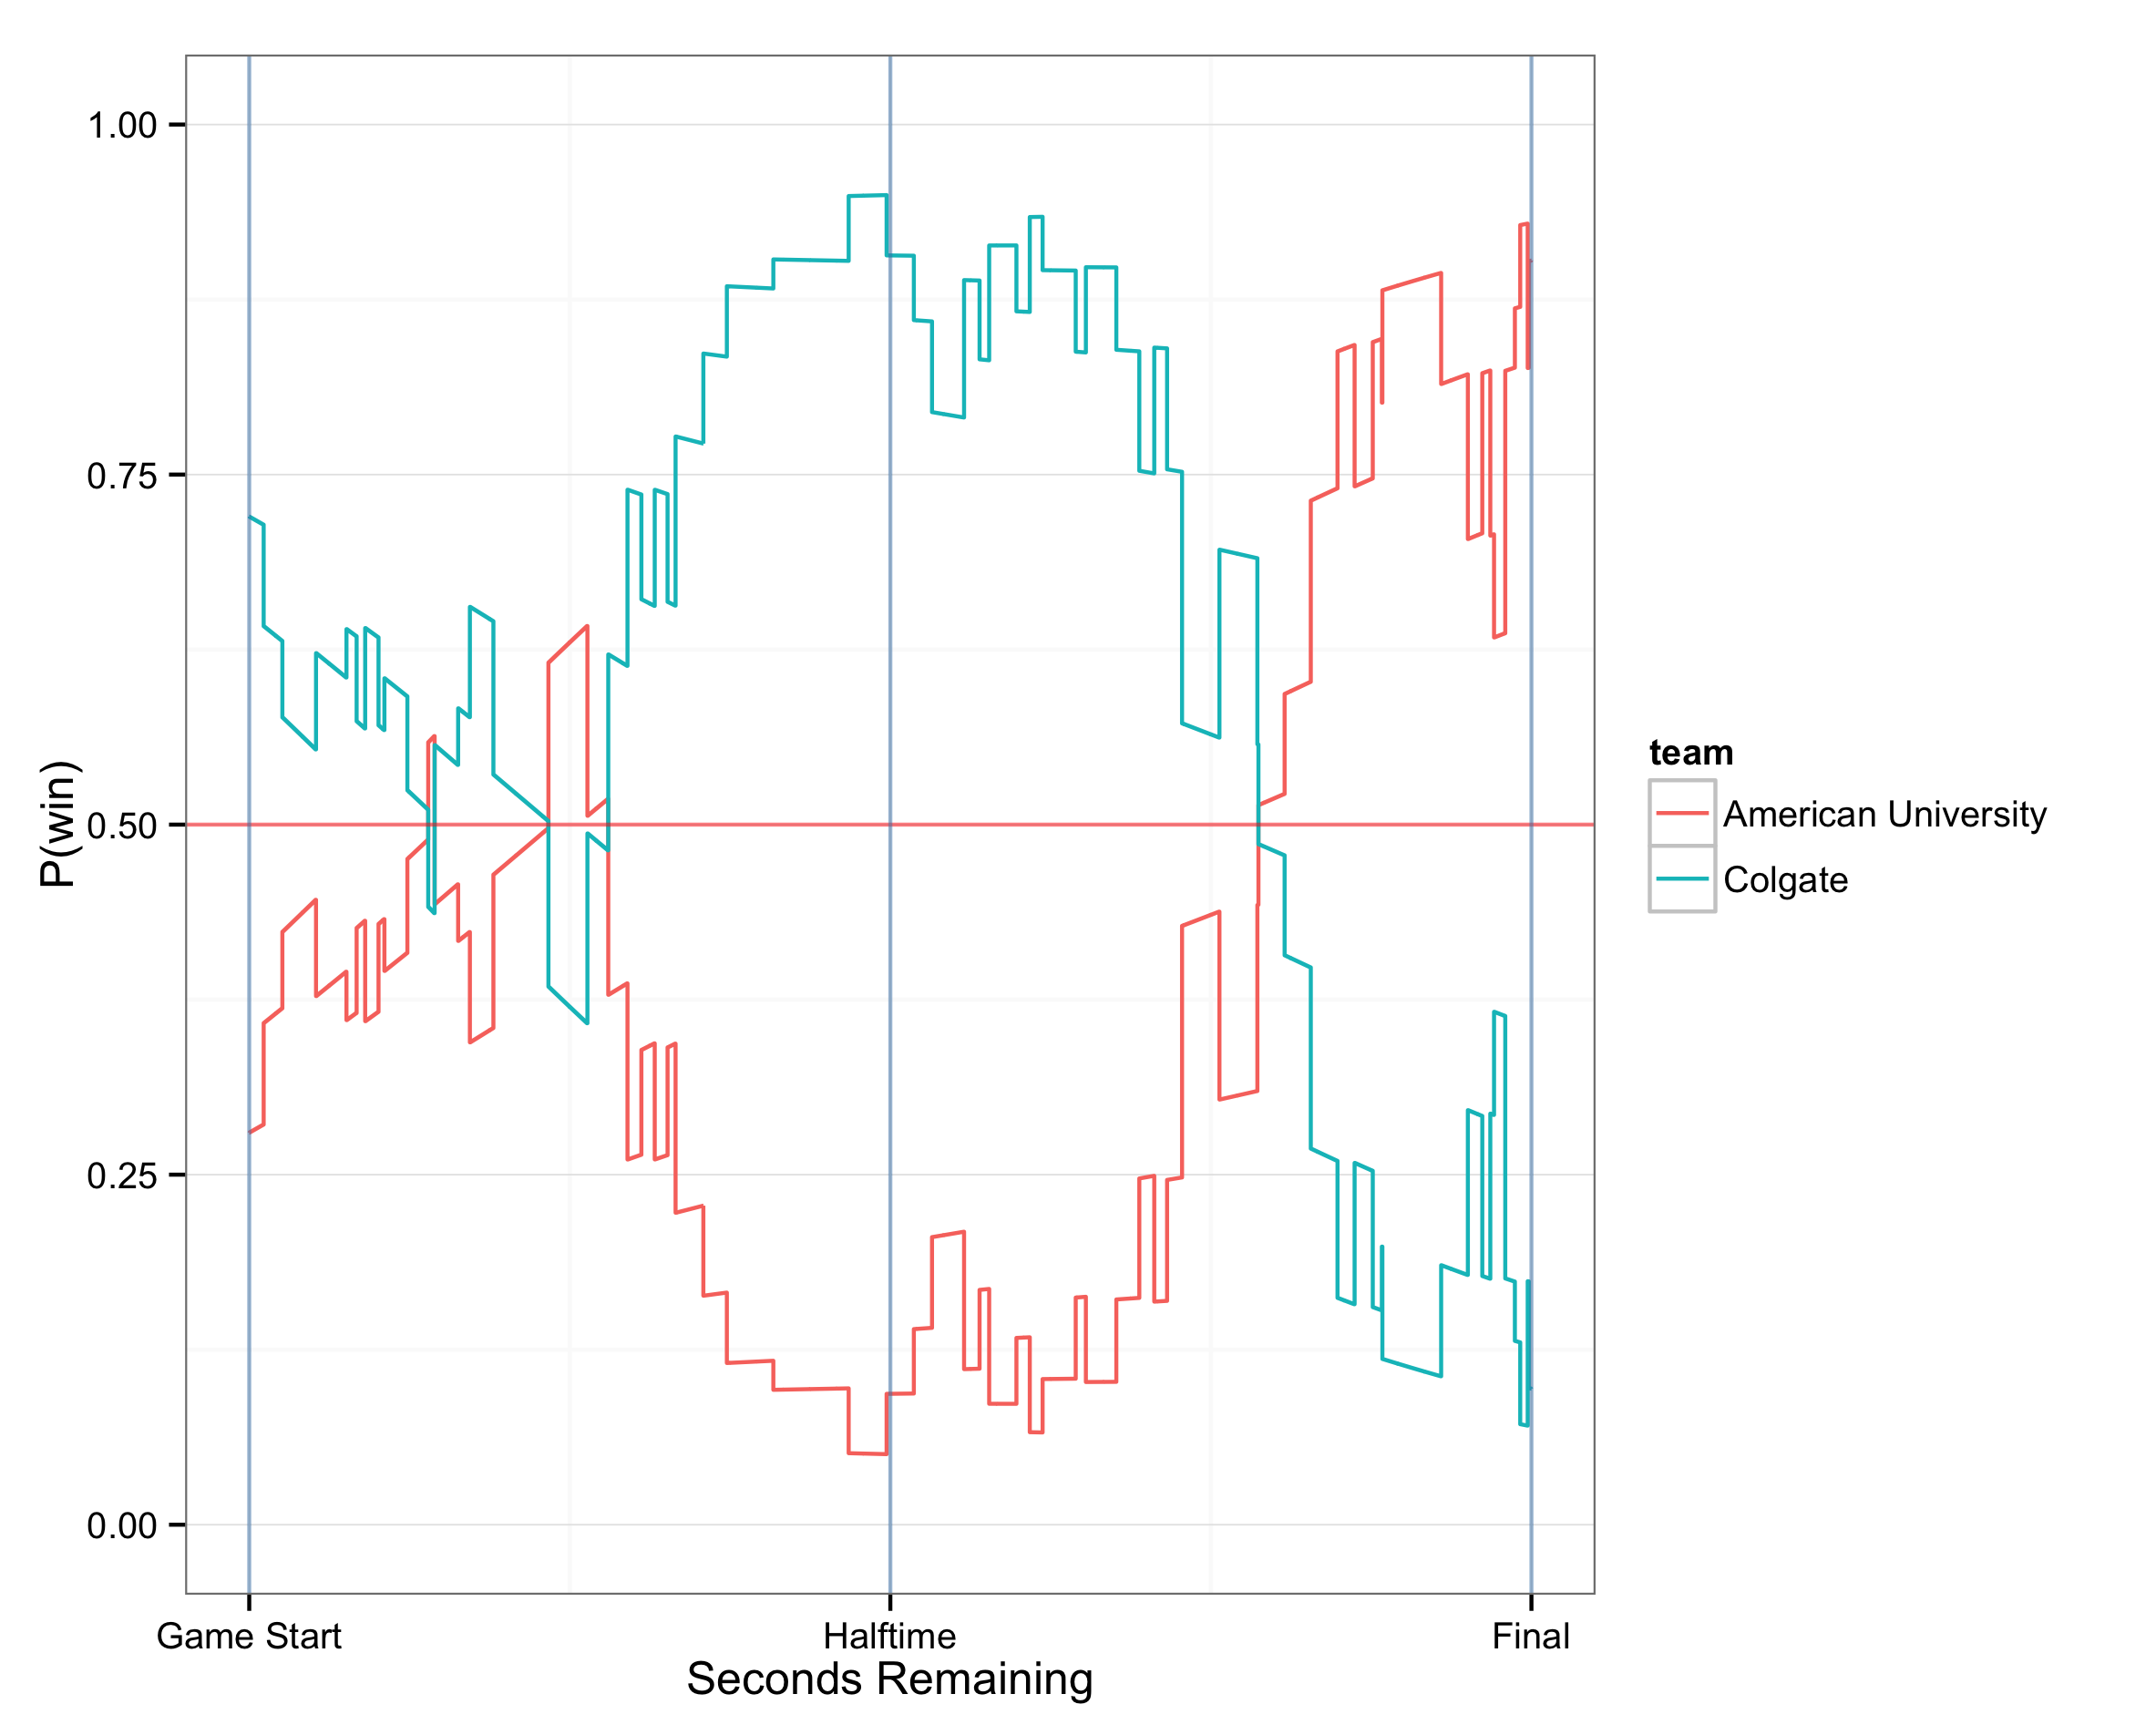 P(win)
1.00
0.75
0.50
0.25
0.00
Game Start
Halftime
Final
Seconds Remaining
team
American University
Colgate